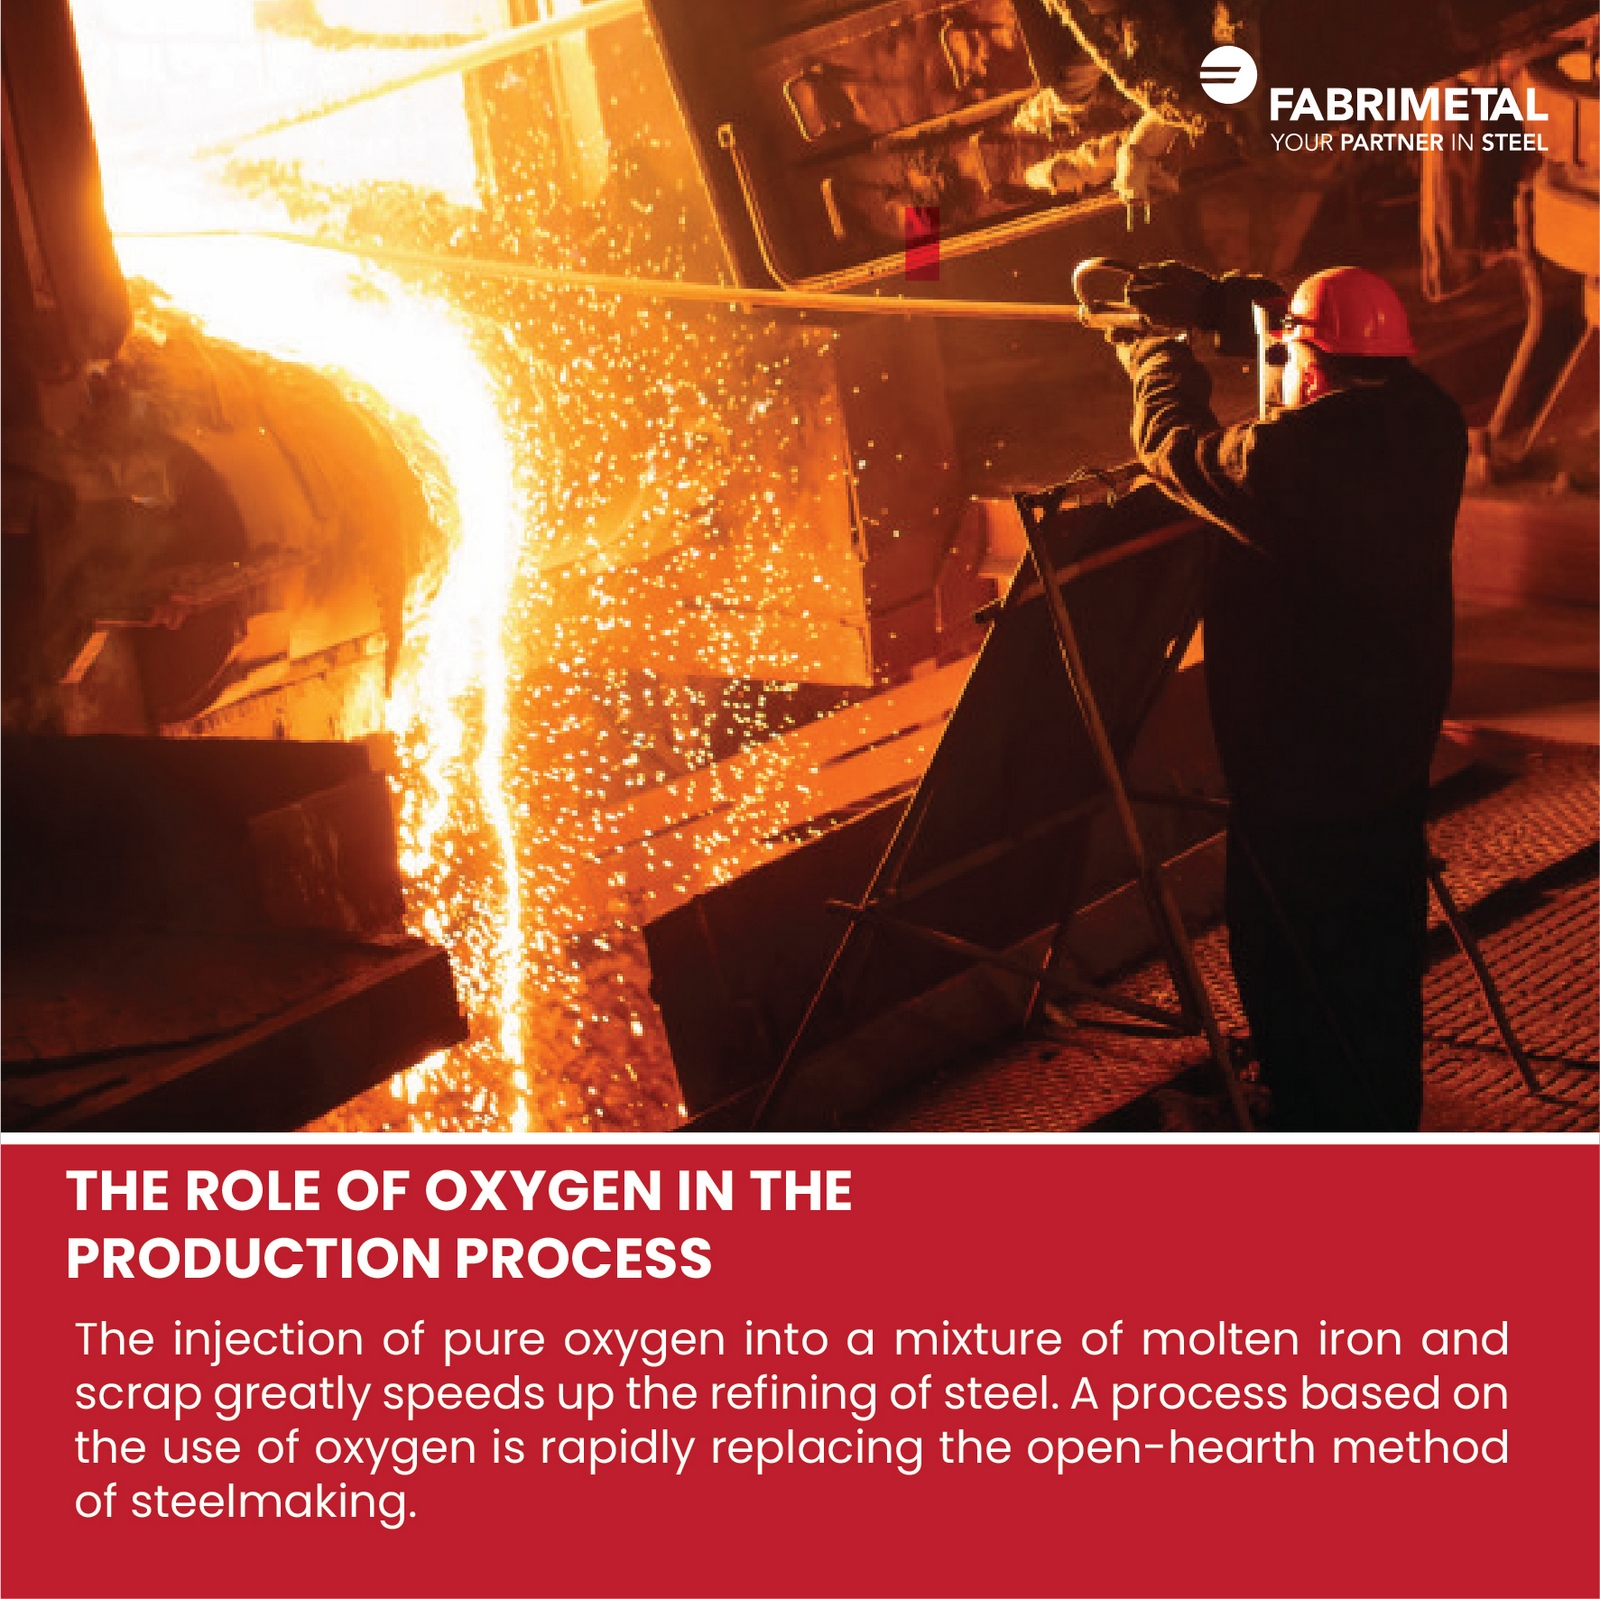 FABRIMETAL
YOUR PARTNER IN STEEL
THE ROLE OF OXYGEN IN THE
PRODUCTION PROCESS
The injection of pure oxygen into a mixture of molten iron and
scrap greatly speeds up the refining of steel. A process based on
the use of oxygen is rapidly replacing the open-hearth method
of steelmaking.